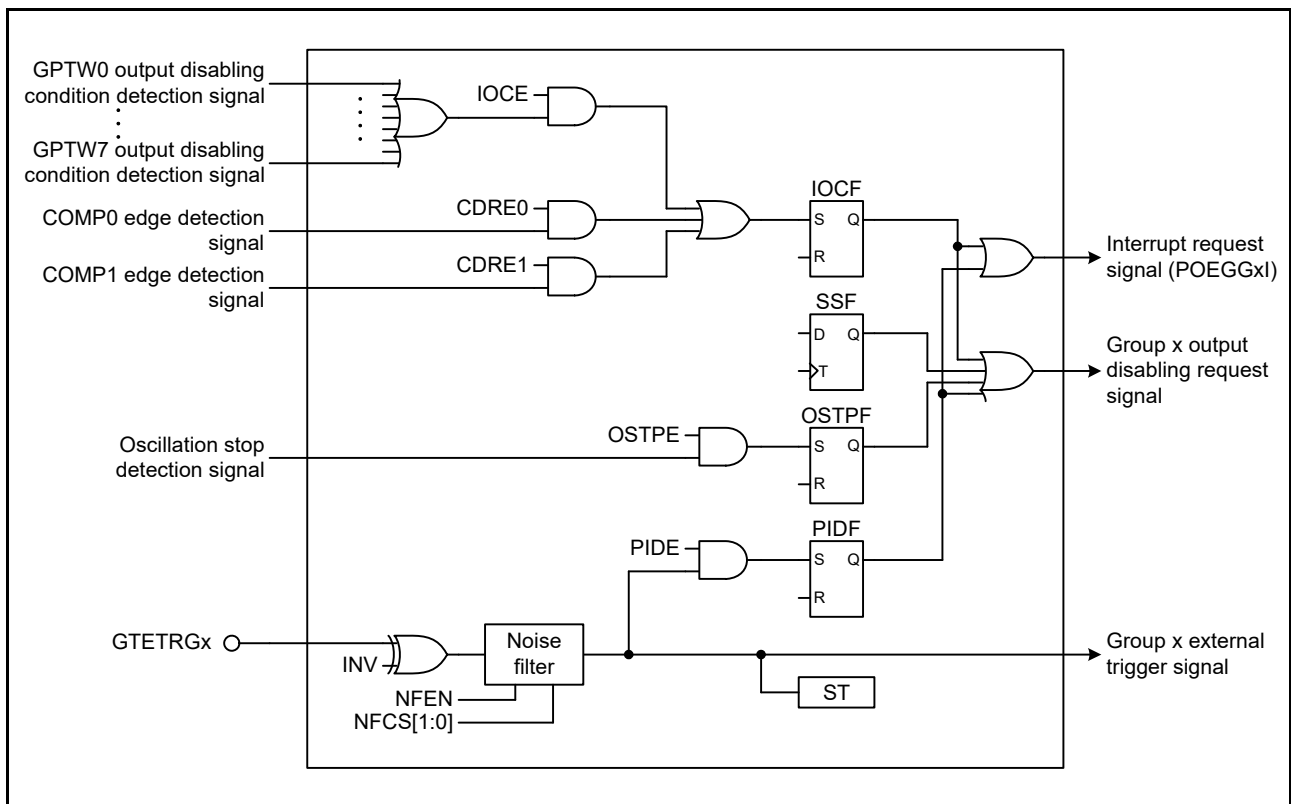 GPTW0 output disabling
condition detection signal
GPTW7 output disabling
condition detection signal
COMP0 edge detection
signal
COMP1 edge detection
signal
Oscillation stop
detection signal
GTETRGx
IOCE
CDRE0
CDRE1
OSTPE
PIDE
INV
Noise
filter
NFEN
NFCS[1:0]
IOCF
S Q
R
SSF
D Q
T
OSTPF
S Q
R
PIDF
S Q
R
ST
Interrupt request
signal (POEGGxI)
Group x output
disabling request
signal
Group x external
trigger signal